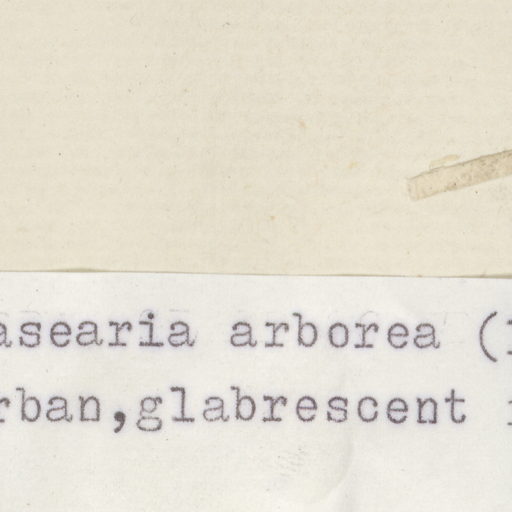 asearia arborea (
rban, glabrescent